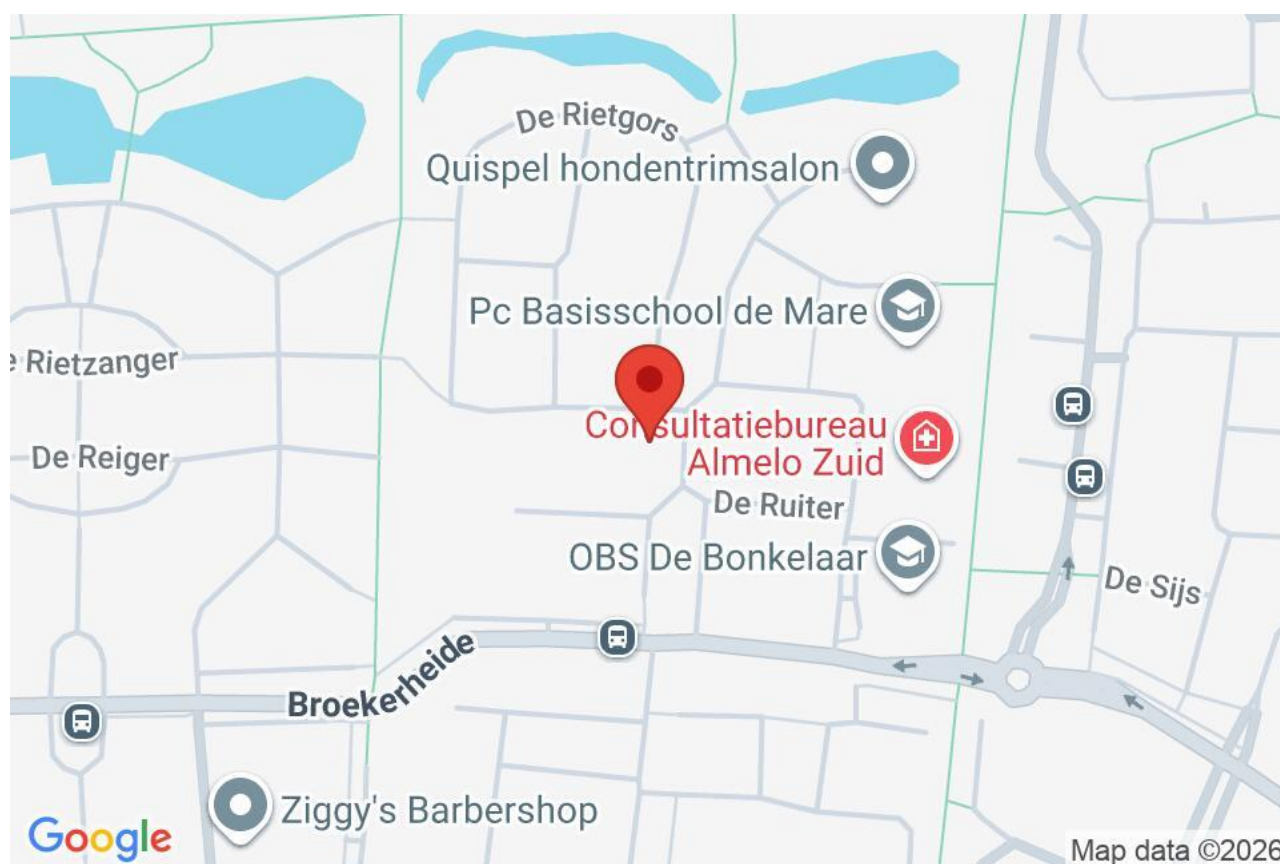 De Rietgors
Quispel hondentrimsalon
Pc Basisschool de Mare
Rietzanger
De Reiger
Consultatiebureau
Almelo Zuid
De Ruiter
OBS De Bonkelaar
De Sijs
Broekerheide
Ziggy's Barbershop
Google
Map data ©2026